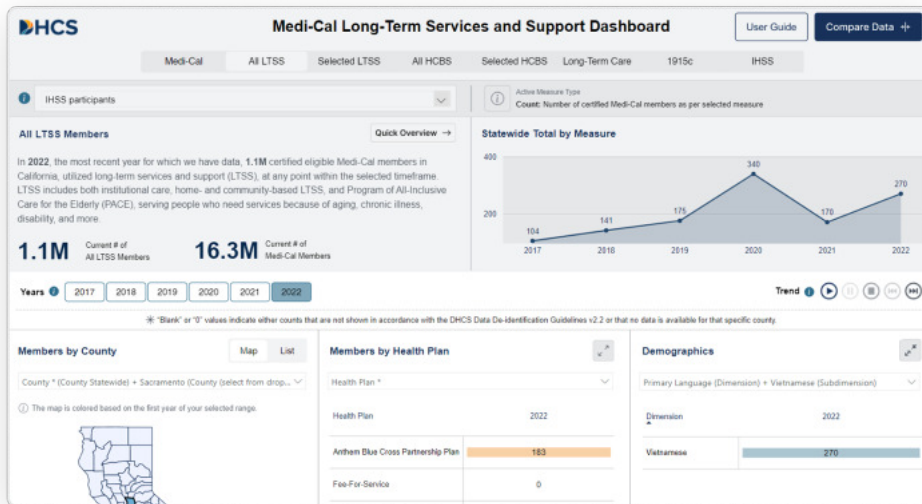 DHCS
Medi-Cal Long-Term Services and Support Dashboard
User Guide
Compare Data
Medi-Cal
All LTSS
Selected LTSS
All HCBS
Selected HCBS
Long-Term Care
1915c
IHSS
IHSS participants
Active Measure Type
Count: Number of certified Medi-Cal members as per selected measure
All LTSS Members
Quick Overview →
In 2022, the most recent year for which we have data, 1.1M certified eligible Medi-Cal members in
California, utilized long-term services and support (LTSS), at any point within the selected timeframe.
LTSS includes both institutional care, home- and community-based LTSS, and Program of All-Inclusive
Care for the Elderly (PACE), serving people who need services because of aging, chronic illness,
disability, and more.
1.1M
Current # of
All LTSS Members
16.3M
Current # of
Medi-Cal Members
Statewide Total by Measure
400
200
104
141
175
340
170
270
2017
2018
2019
2020
2021
2022
Years
2017
2018
2019
2020
2021
2022
Trend
"Blank" or "0" values indicate either counts that are not shown in accordance with the DHCS Data De-identification Guidelines v2.2 or that no data is available for that specific county.
Members by County
Map
List
County * (County Statewide) + Sacramento (County (select from drop...
The map is colored based on the first year of your selected range.
Members by Health Plan
Health Plan *
Health Plan
2022
Anthem Blue Cross Partnership Plan
183
Fee-For-Service
0
Demographics
Primary Language (Dimension) + Vietnamese (Subdimension)
Dimension
2022
Vietnamese
270